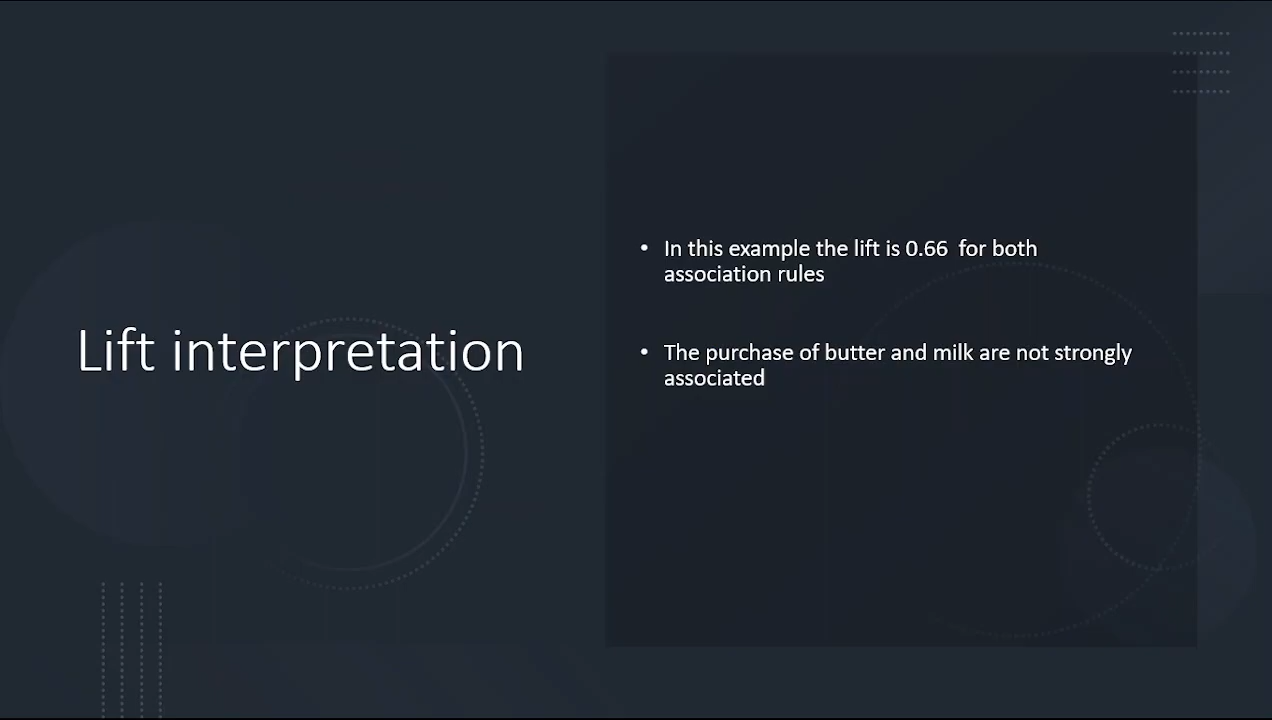 Lift interpretation
• In this example the lift is 0.66 for both
association rules
• The purchase of butter and milk are not strongly
associated